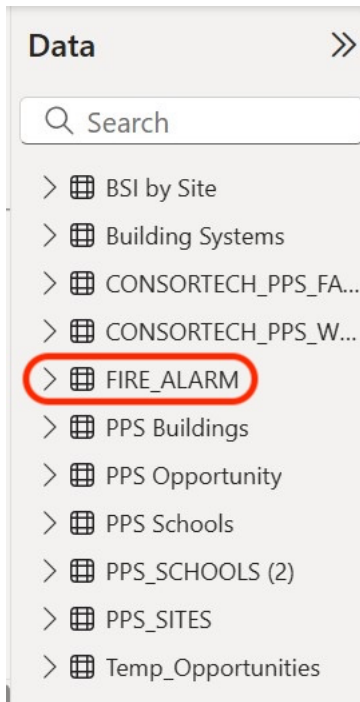 Data
Search
BSI by Site
Building Systems
CONSORTECH_PPS_FA...
CONSORTECH_PPS_W...
FIRE_ALARM
PPS Buildings
PPS Opportunity
PPS Schools
PPS_SCHOOLS (2)
PPS_SITES
Temp_Opportunities